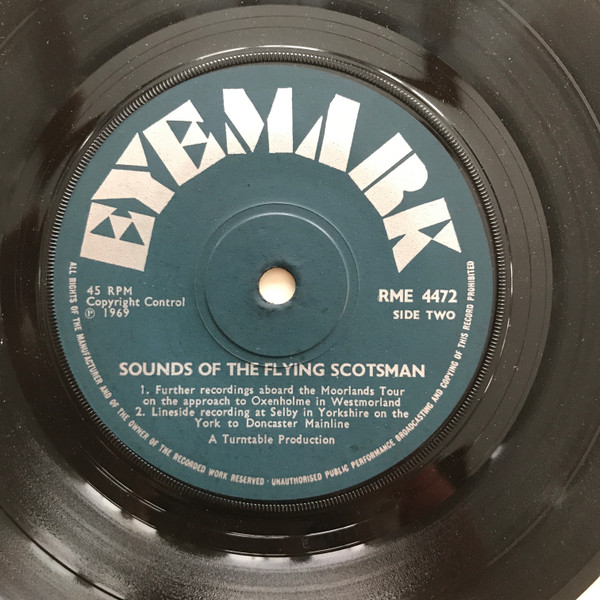 EYEMARK
45 RPM
Copyright Control
Ⓟ 1969
RME 4472
SIDE TWO
SOUNDS OF THE FLYING SCOTSMAN
1. Further recordings aboard the Moorlands Tour
on the approach to Oxenholme in Westmorland
2. Lineside recording at Selby in Yorkshire on the
York to Doncaster Mainline
A Turntable Production
ALL RIGHTS OF THE MANUFACTURER AND OF THE OWNER OF THE RECORDED WORK RESERVED · UNAUTHORISED PUBLIC PERFORMANCE BROADCASTING AND COPYING OF THIS RECORD PROHIBITED